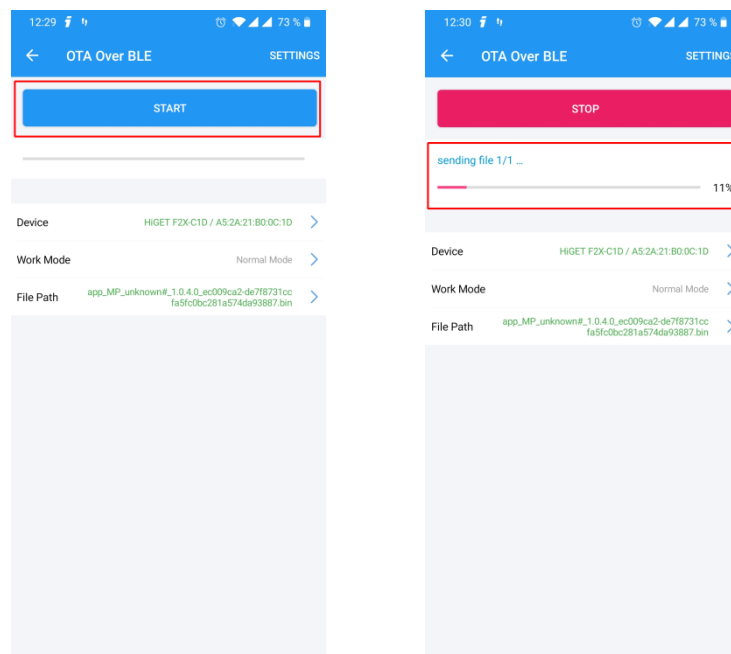 12:29
73 %
OTA Over BLE
SETTINGS
START
Device
HiGET F2X-C1D / A5:2A:21:B0:0C:1D
Work Mode
Normal Mode
File Path
app_MP_unknown#_1.0.4.0_ec009ca2-de7f8731cc
fa5fc0bc281a574da93887.bin
12:30
73 %
OTA Over BLE
SETTINGS
STOP
sending file 1/1 ...
11%
Device
HiGET F2X-C1D / A5:2A:21:B0:0C:1D
Work Mode
Normal Mode
File Path
app_MP_unknown#_1.0.4.0_ec009ca2-de7f8731cc
fa5fc0bc281a574da93887.bin